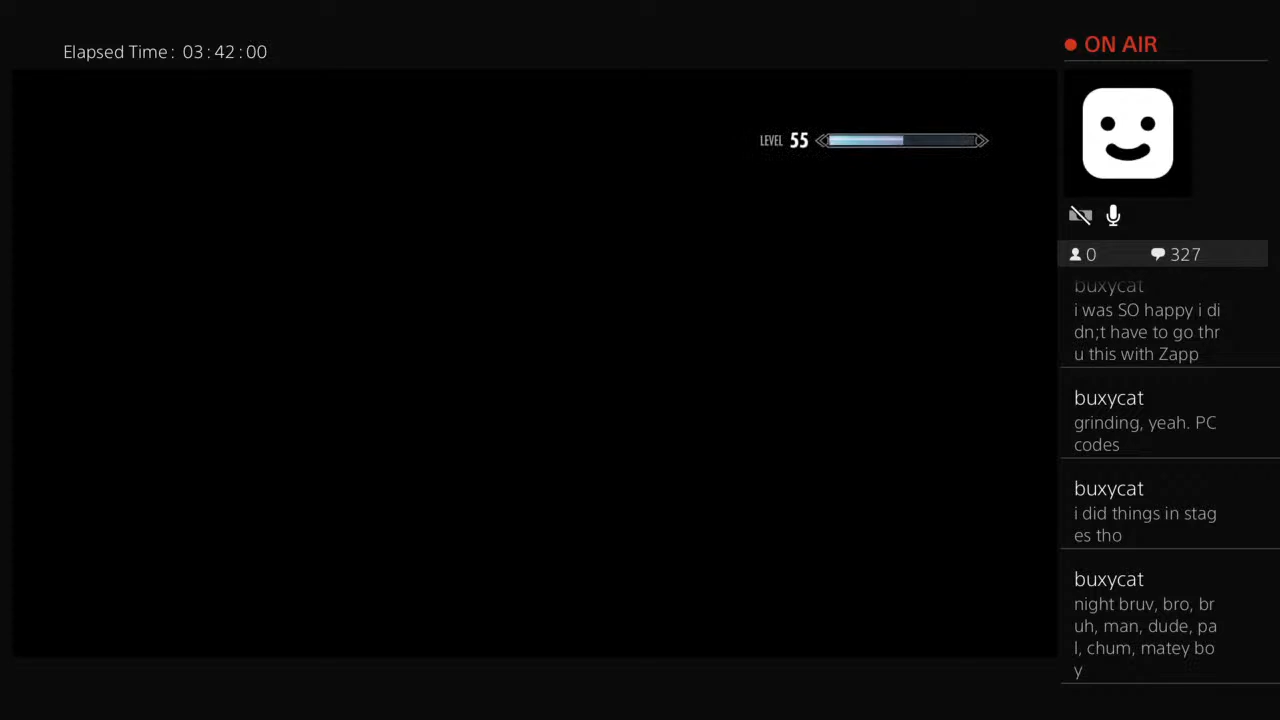 Elapsed Time: 03:42:00
ON AIR
LEVEL 55
0 327
buxycat
i was SO happy i di
dn;t have to go thr
u this with Zapp
buxycat
grinding, yeah. PC
codes
buxycat
i did things in stag
es tho
buxycat
night bruv, bro, br
uh, man, dude, pa
l, chum, matey bo
y